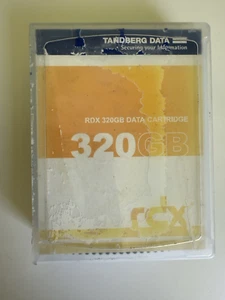 TANDBERG DATA
Securing your Information
RDX 320GB DATA CARTRIDGE
320GB
rdx